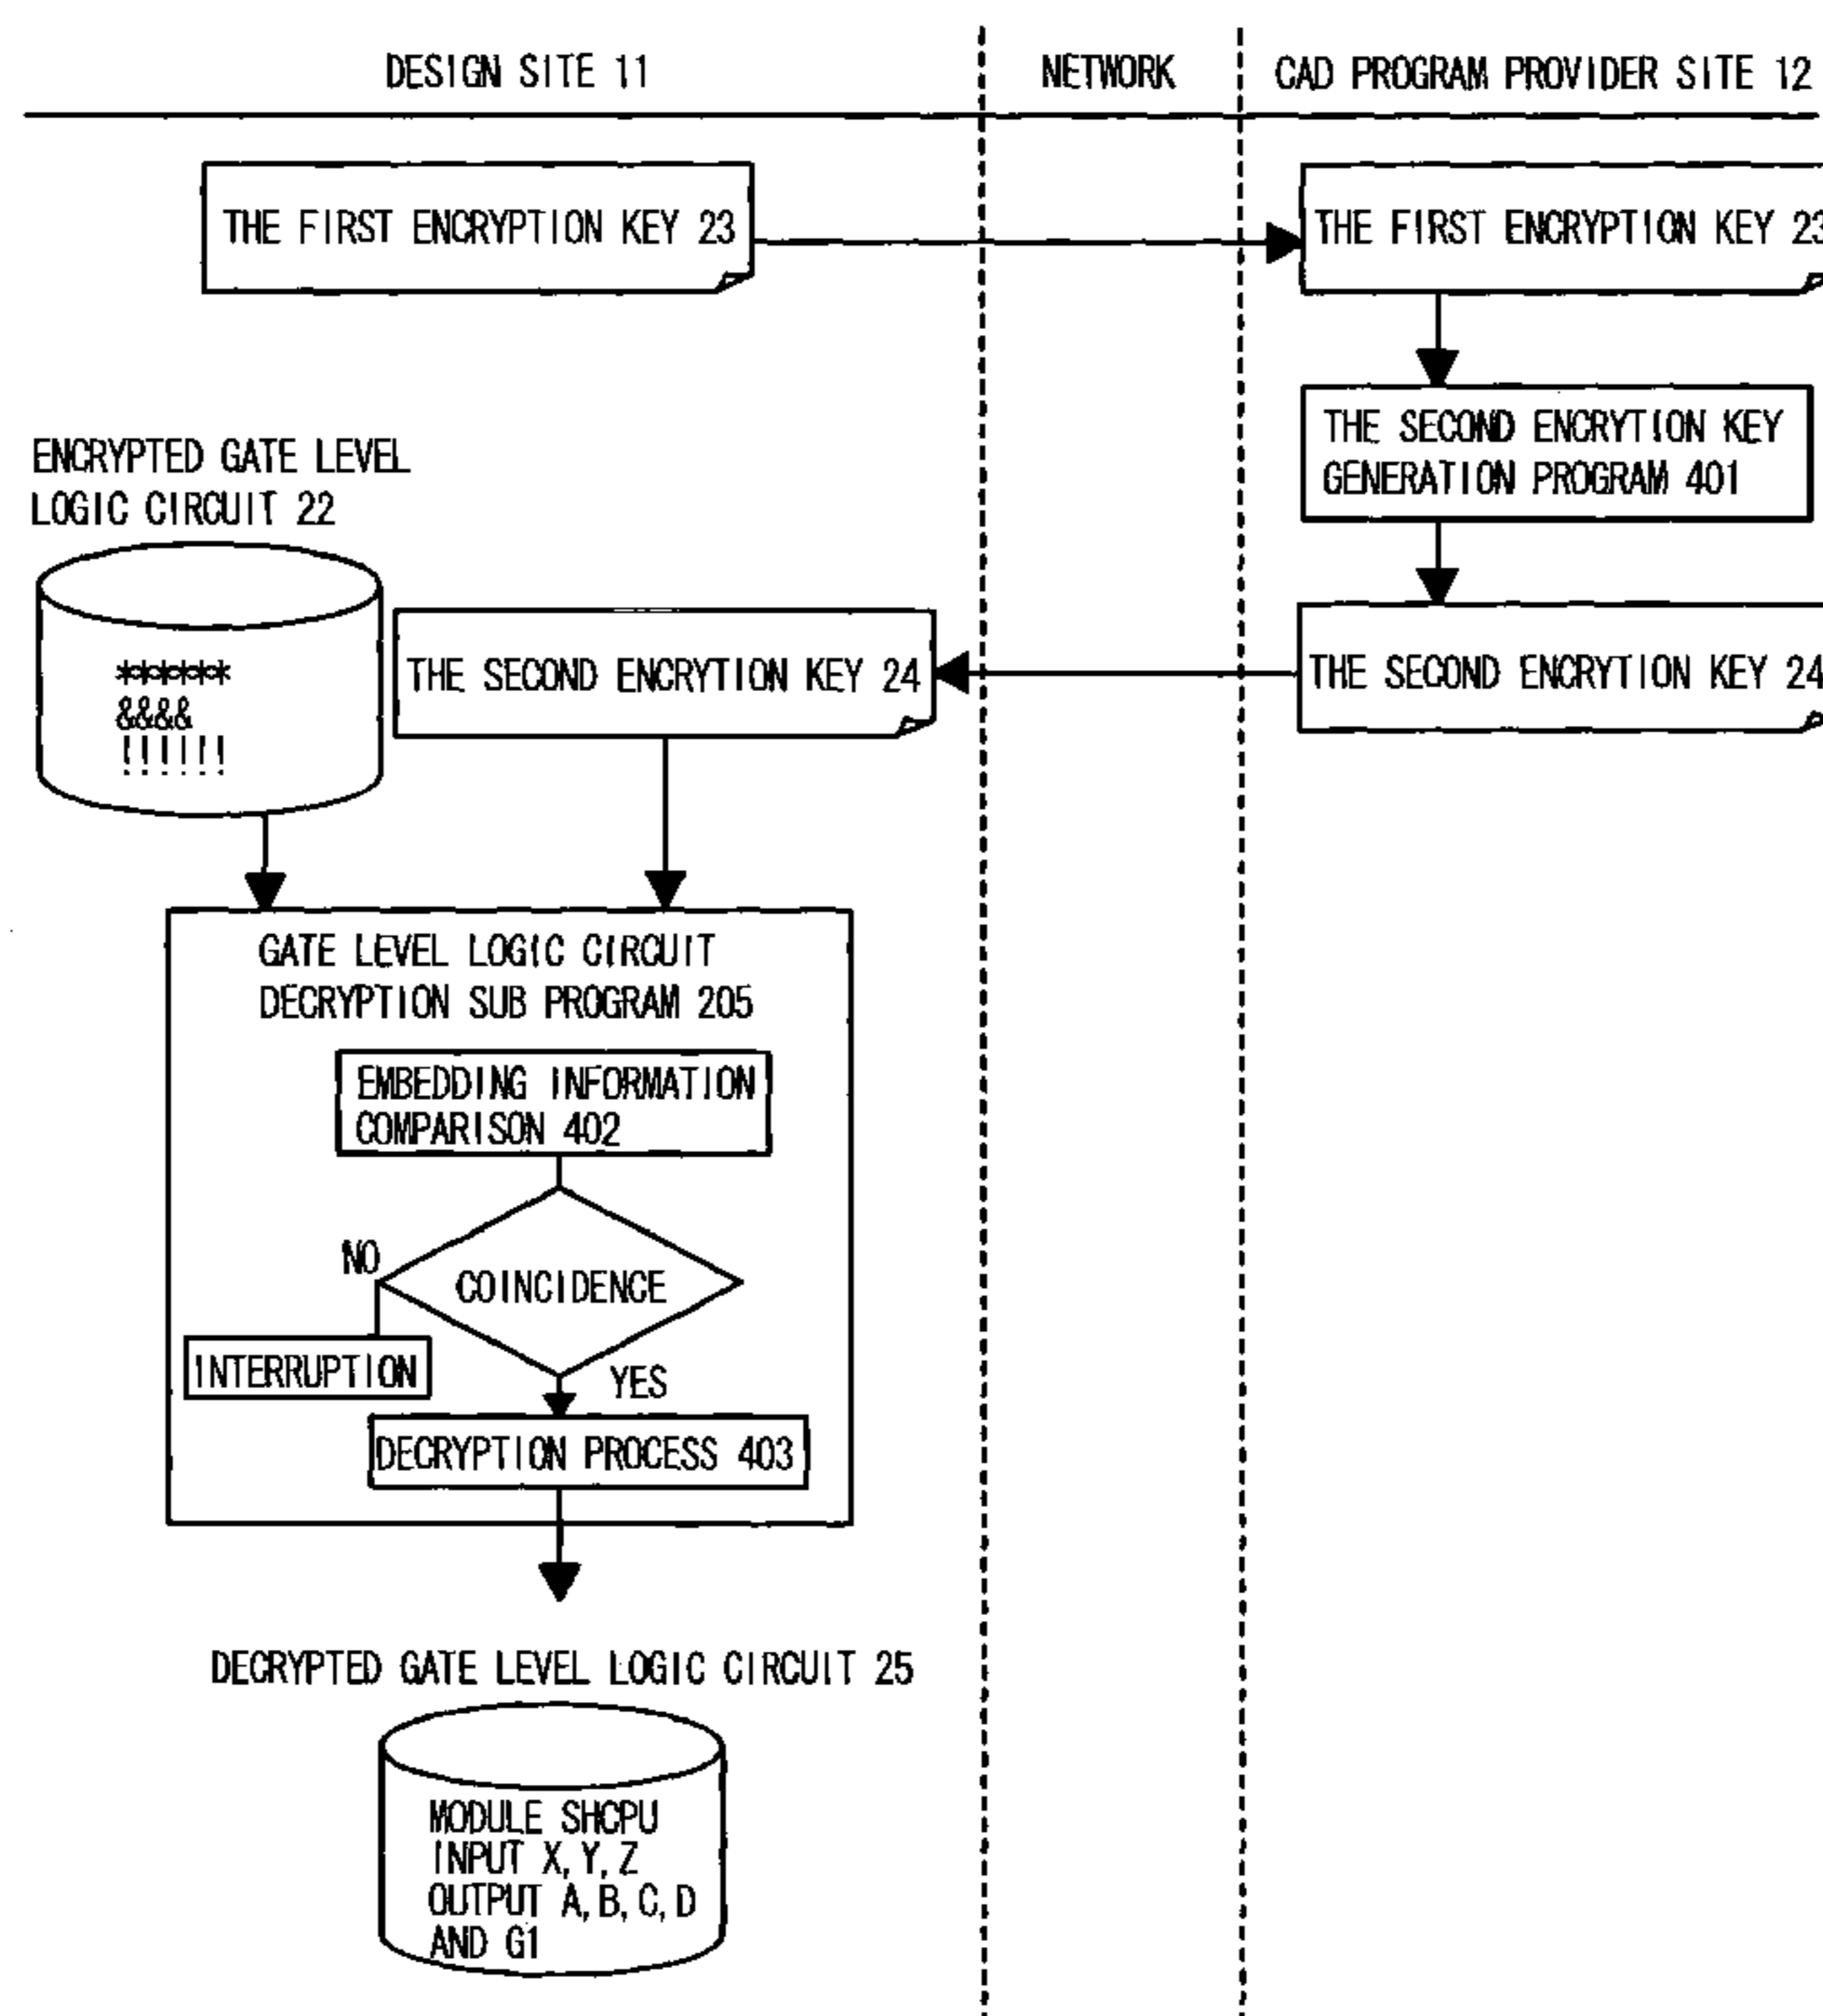 DESIGN SITE 11
NETWORK
CAD PROGRAM PROVIDER SITE 12
THE FIRST ENCRYPTION KEY 23
THE FIRST ENCRYPTION KEY 23
THE SECOND ENCRYTION KEY
GENERATION PROGRAM 401
ENCRYPTED GATE LEVEL
LOGIC CIRCUIT 22
*******
&&&&
!!!!!!
THE SECOND ENCRYTION KEY 24
THE SECOND ENCRYTION KEY 24
GATE LEVEL LOGIC CIRCUIT
DECRYPTION SUB PROGRAM 205
EMBEDDING INFORMATION
COMPARISON 402
NO
COINCIDENCE
INTERRUPTION
YES
DECRYPTION PROCESS 403
DECRYPTED GATE LEVEL LOGIC CIRCUIT 25
MODULE SHCPU
INPUT X, Y, Z
OUTPUT A, B, C, D
AND G1